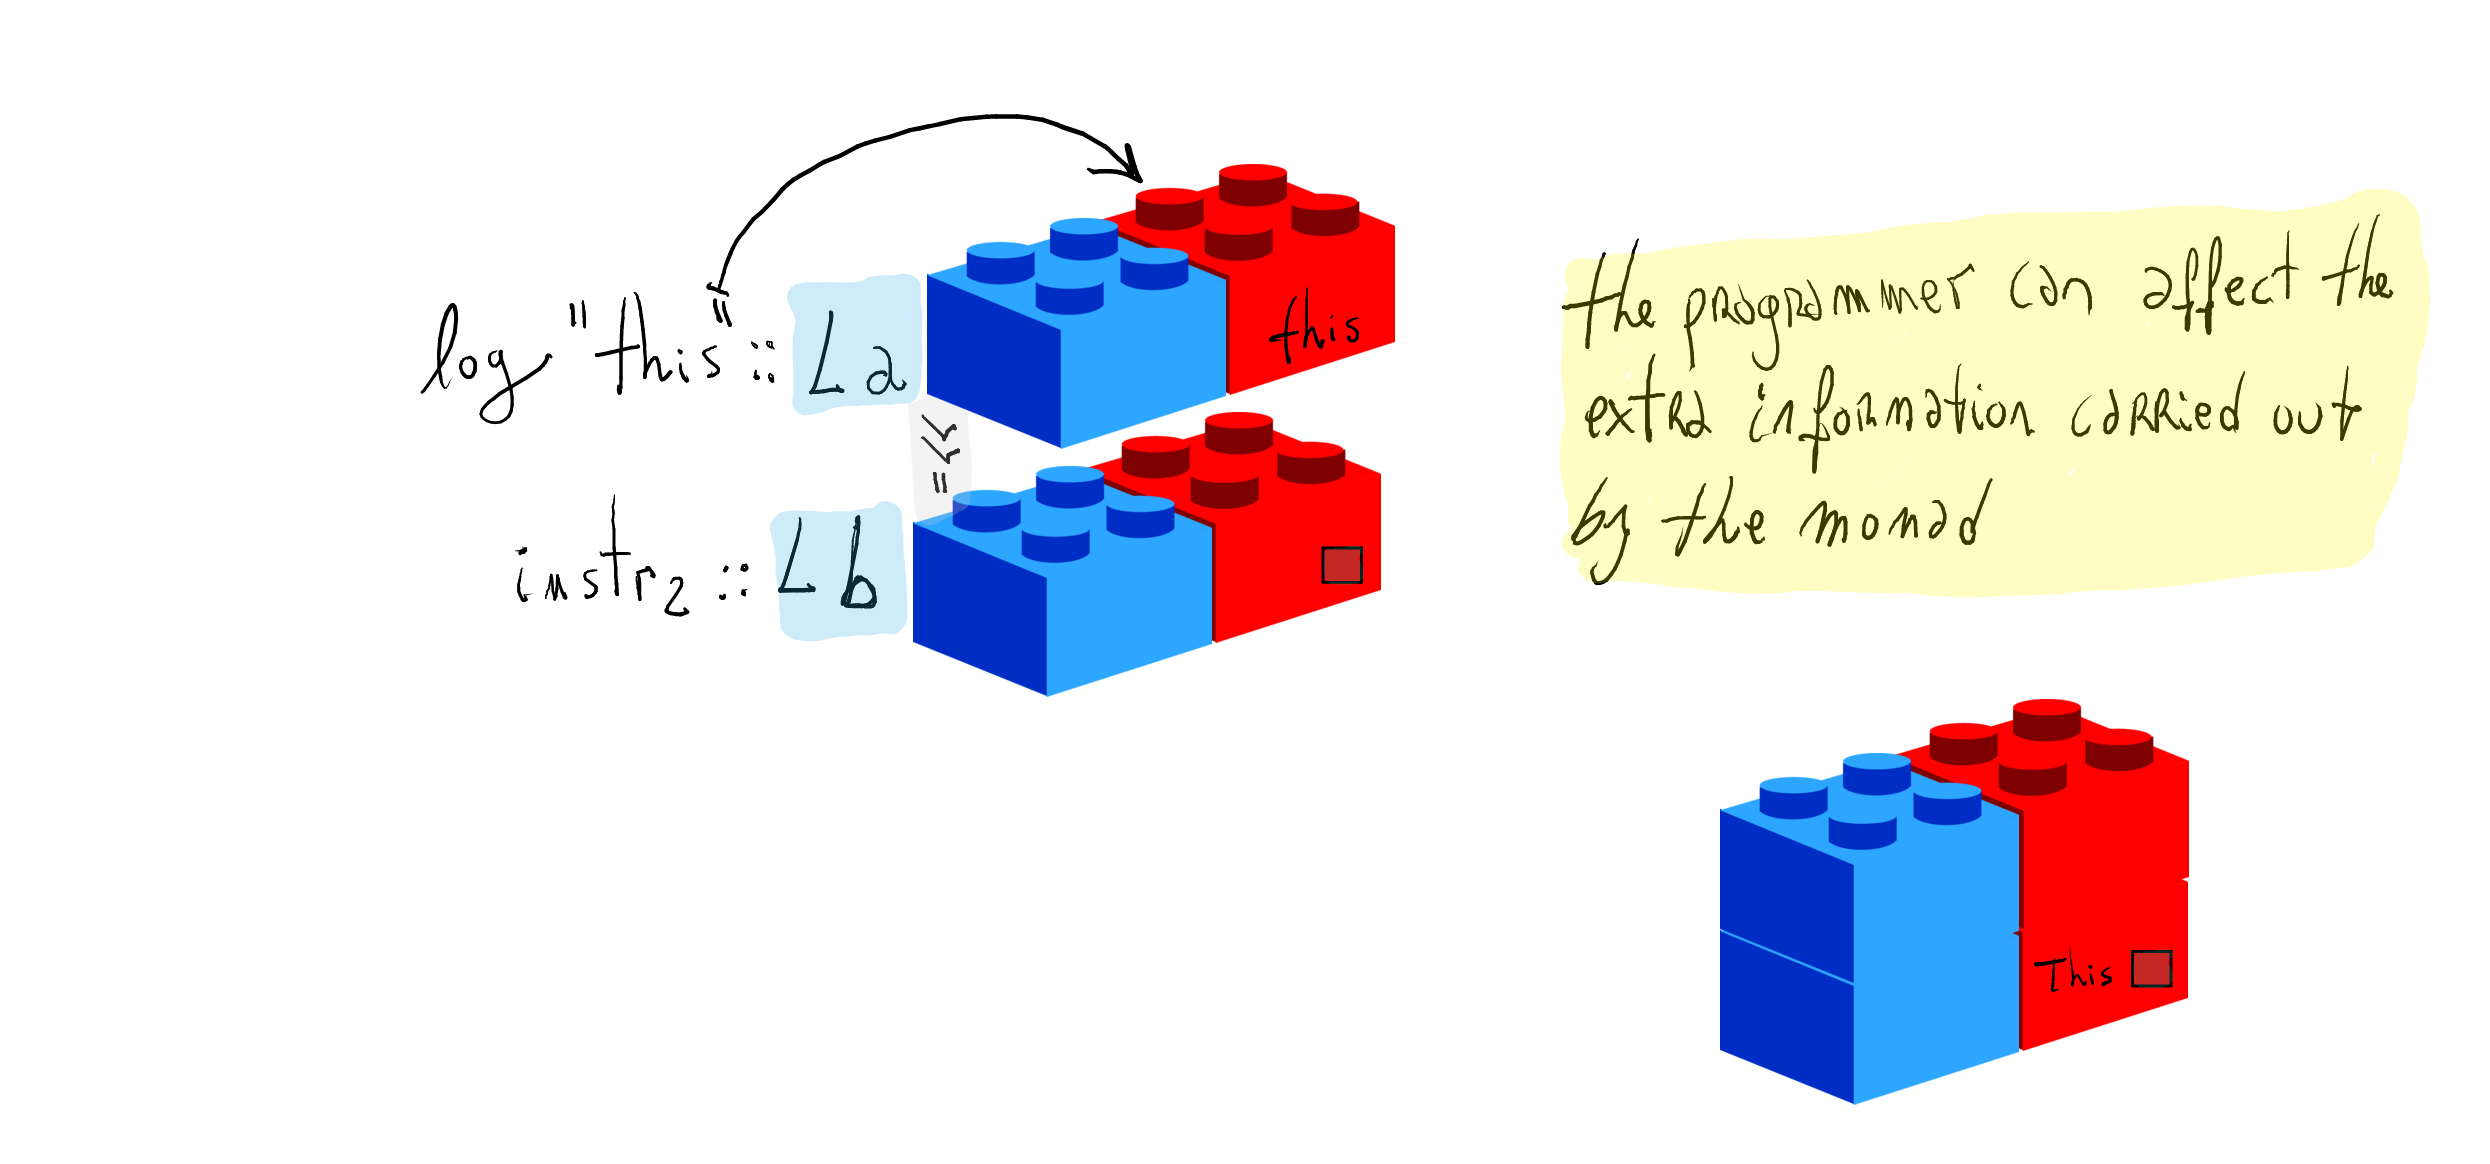 log "this" :: L a
this
>>=
instr2 :: L b
the programmer can affect the
extra information carried out
by the monad
This